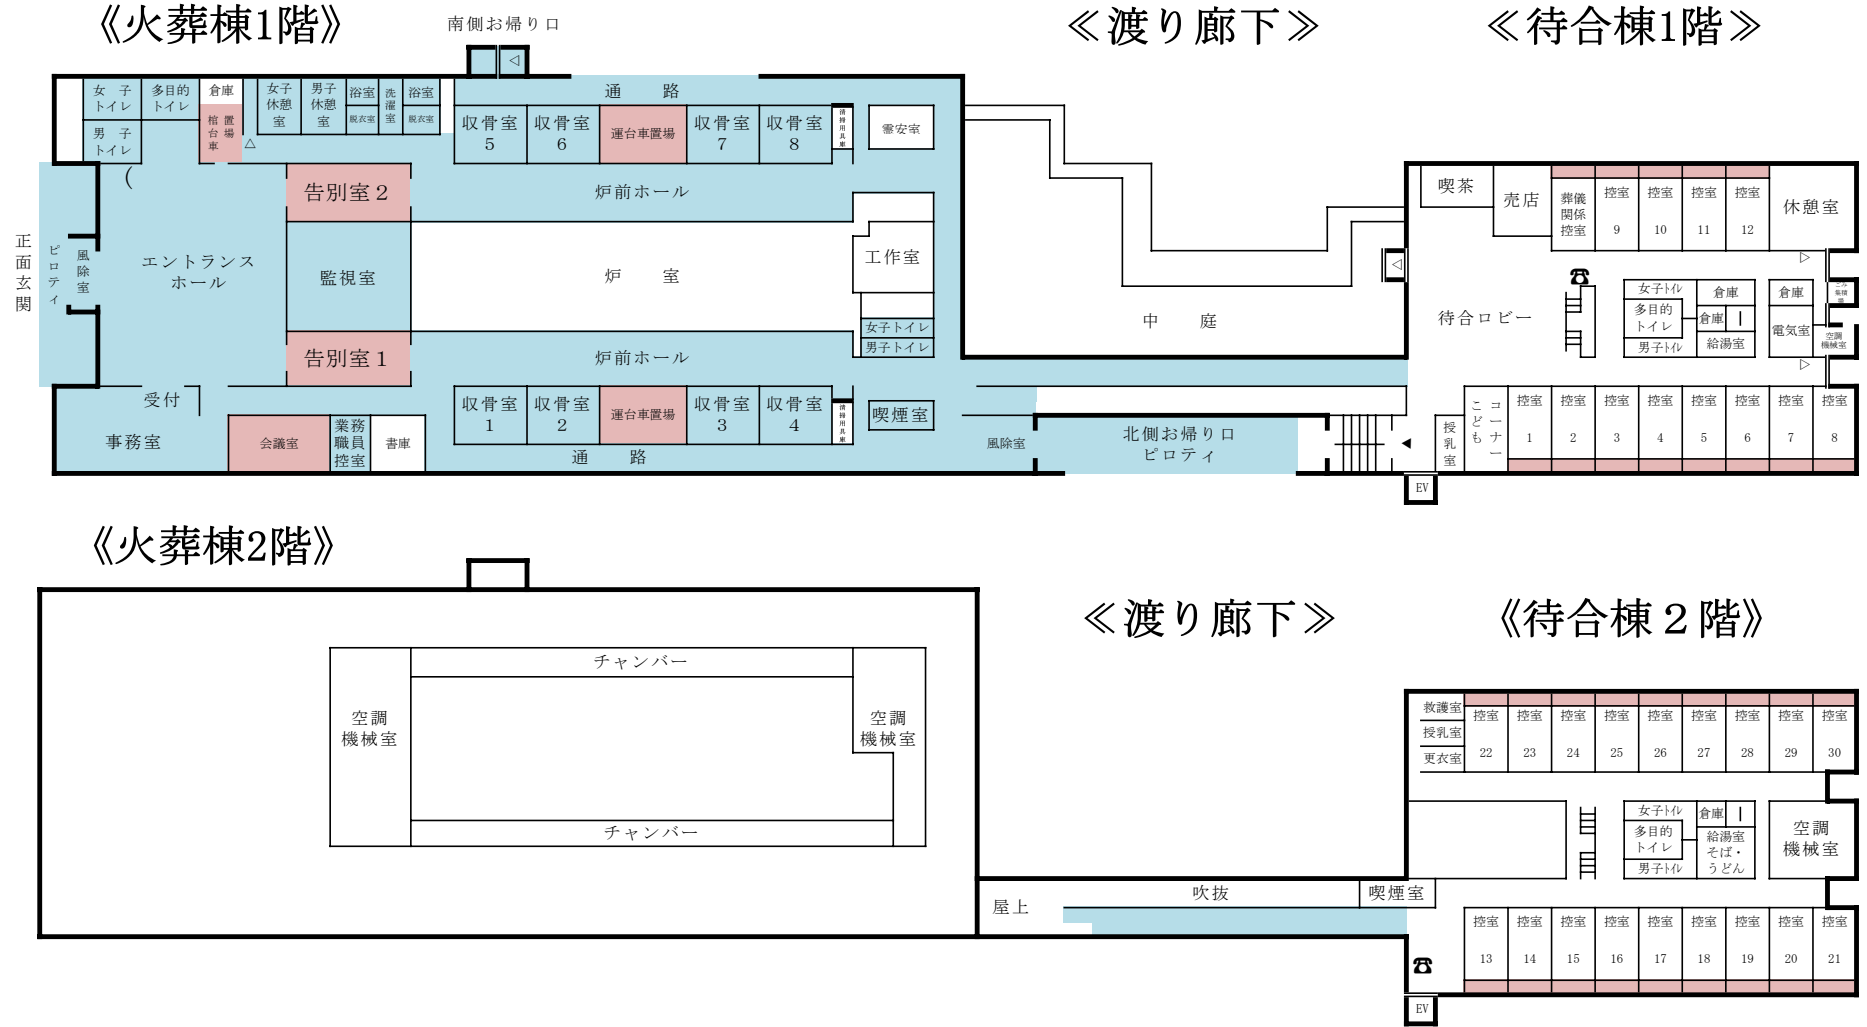 《火葬棟1階》
南側お帰り口
≪渡り廊下≫
≪待合棟1階≫
女 子
トイレ
多目的
トイレ
倉庫
棺台車
置場
男 子
トイレ
女子
休憩
室
男子
休憩
室
浴室
脱衣室
洗濯室
浴室
脱衣室
通 路
収骨室
5
収骨室
6
運台車置場
収骨室
7
収骨室
8
清掃用具庫
霊安室
告別室２
炉前ホール
正面玄関
ピロティ
風除室
エントランス
ホール
監視室
炉 室
工作室
女子トイレ
男子トイレ
告別室１
炉前ホール
受付
事務室
会議室
業務
職員
控室
書庫
収骨室
1
収骨室
2
運台車置場
収骨室
3
収骨室
4
清掃用具庫
喫煙室
通 路
風除室
北側お帰り口
ピロティ
中 庭
喫茶
売店
葬儀
関係
控室
控室
9
控室
10
控室
11
控室
12
休憩室
待合ロビー
女子トイレ
多目的
トイレ
男子トイレ
倉庫
倉庫
給湯室
倉庫
電気室
ごみ
集積
場
空調
機械室
授乳室
こども
コーナー
控室
1
控室
2
控室
3
控室
4
控室
5
控室
6
控室
7
控室
8
EV
《火葬棟2階》
チャンバー
空調
機械室
空調
機械室
チャンバー
≪渡り廊下≫
《待合棟２階》
屋上
吹抜
喫煙室
救護室
授乳室
更衣室
控室
22
控室
23
控室
24
控室
25
控室
26
控室
27
控室
28
控室
29
控室
30
女子トイレ
多目的
トイレ
男子トイレ
倉庫
給湯室
そば・
うどん
空調
機械室
控室
13
控室
14
控室
15
控室
16
控室
17
控室
18
控室
19
控室
20
控室
21
EV